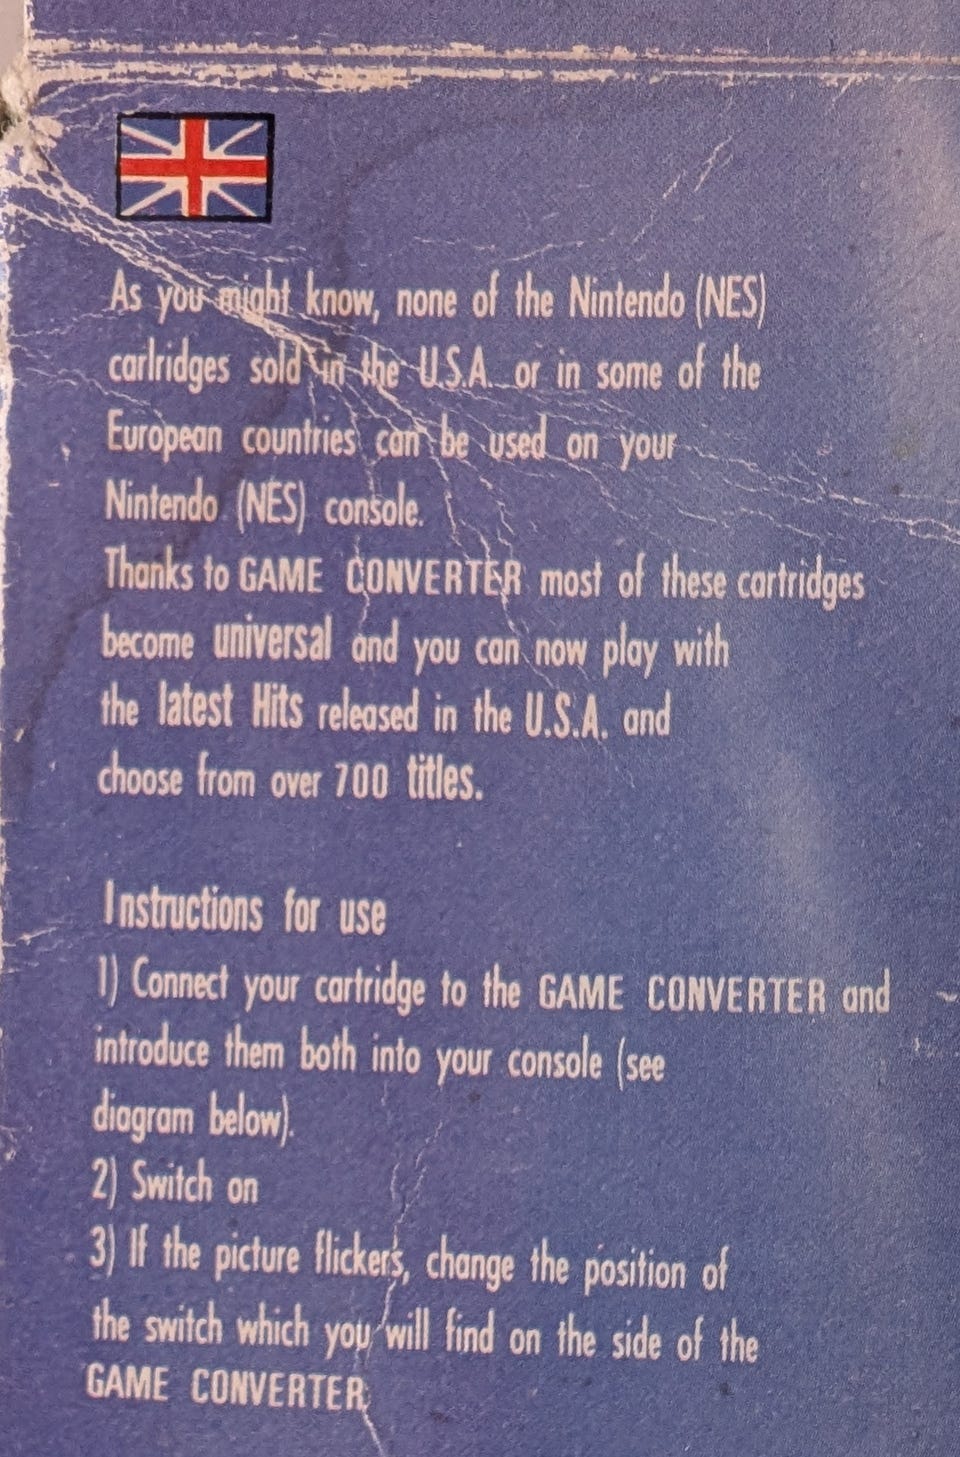 As you might know, none of the Nintendo (NES)
carlridges sold in the U.S.A. or in some of the
European countries can be used on your
Nintendo (NES) console.
Thanks to GAME CONVERTER most of these cartridges
become universal and you can now play with
the latest Hits released in the U.S.A. and
choose from over 700 titles.
Instructions for use
1) Connect your cartridge to the GAME CONVERTER and
introduce them both into your console (see
diagram below).
2) Switch on
3) If the picture flickers, change the position of
the switch which you will find on the side of the
GAME CONVERTER